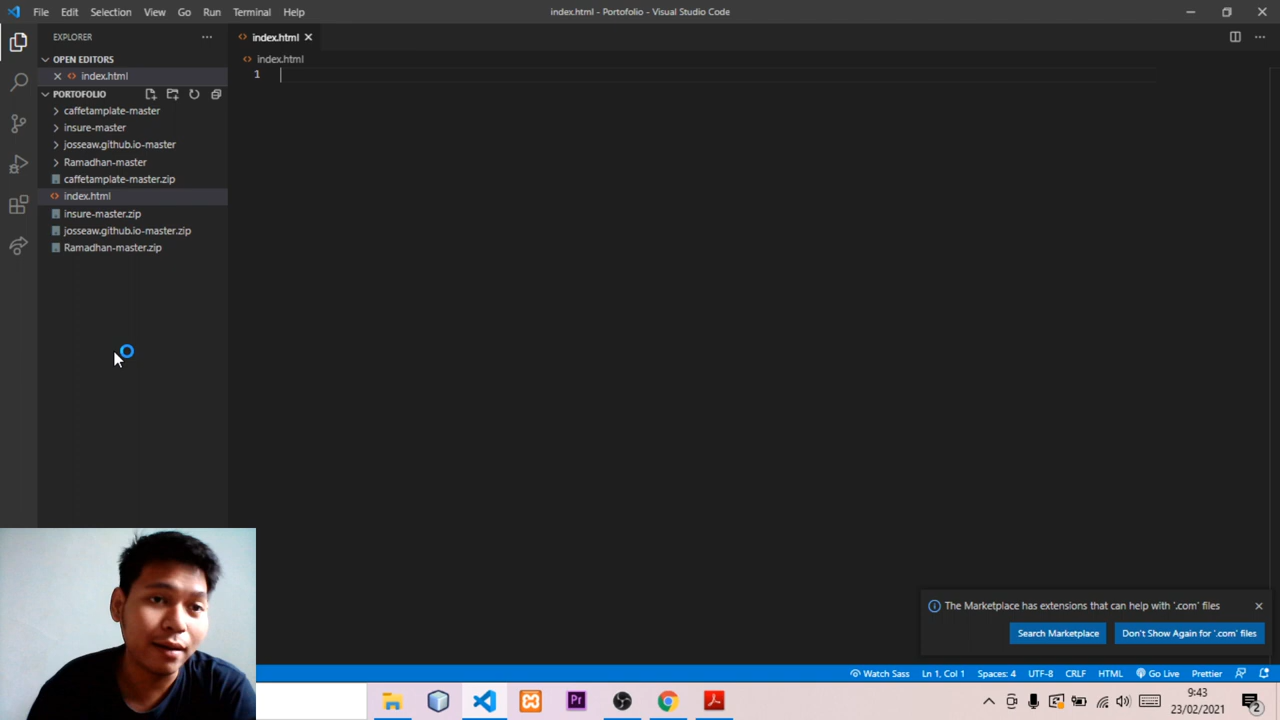 File Edit Selection View Go Run Terminal Help
index.html - Portofolio - Visual Studio Code
EXPLORER
OPEN EDITORS
index.html
PORTOFOLIO
caffetamplate-master
insure-master
josseaw.github.io-master
Ramadhan-master
caffetamplate-master.zip
index.html
insure-master.zip
josseaw.github.io-master.zip
Ramadhan-master.zip
index.html
index.html
1
The Marketplace has extensions that can help with '.com' files
Search Marketplace
Don't Show Again for '.com' files
Watch Sass Ln 1, Col 1 Spaces: 4 UTF-8 CRLF HTML Go Live Prettier
Pr
9:43
23/02/2021
2